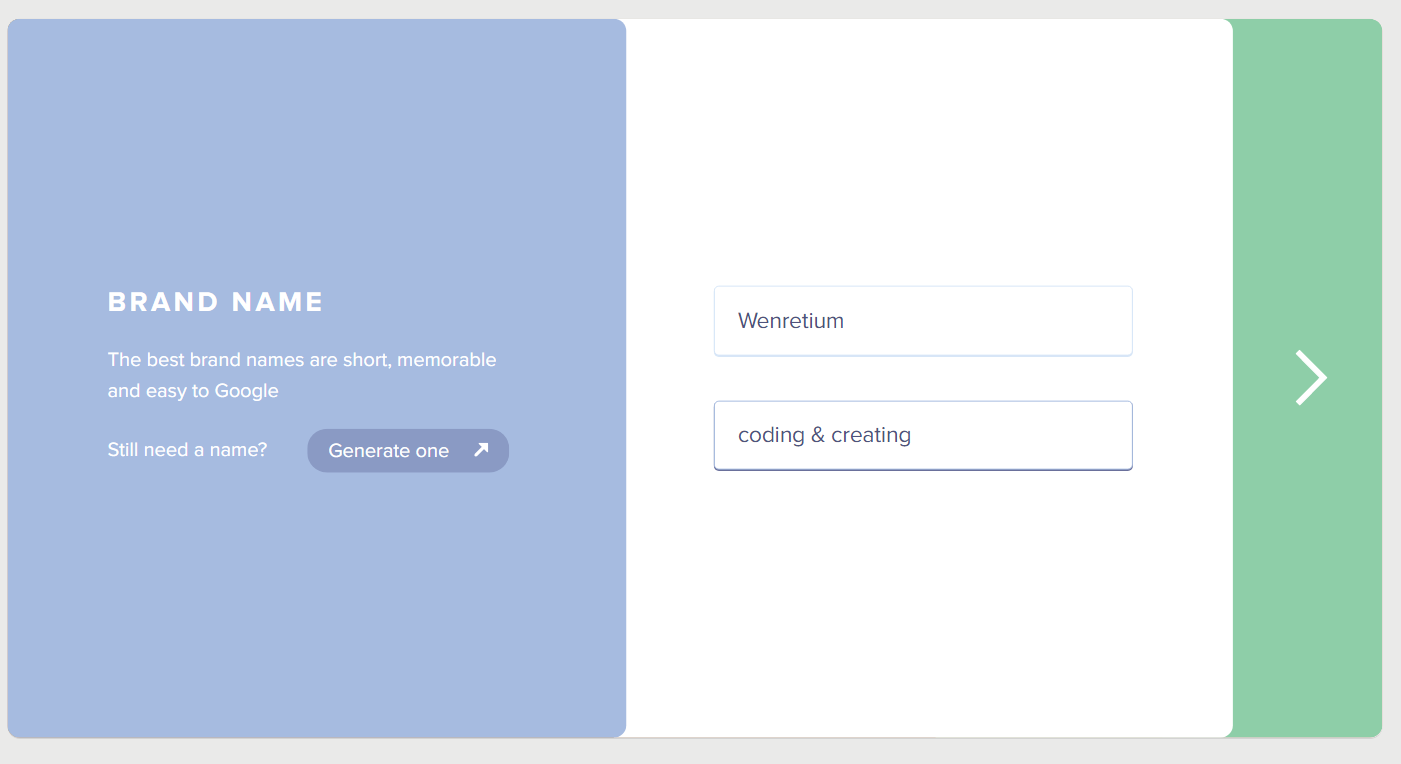 BRAND NAME
The best brand names are short, memorable
and easy to Google
Still need a name?
Generate one
Wenretium
coding & creating